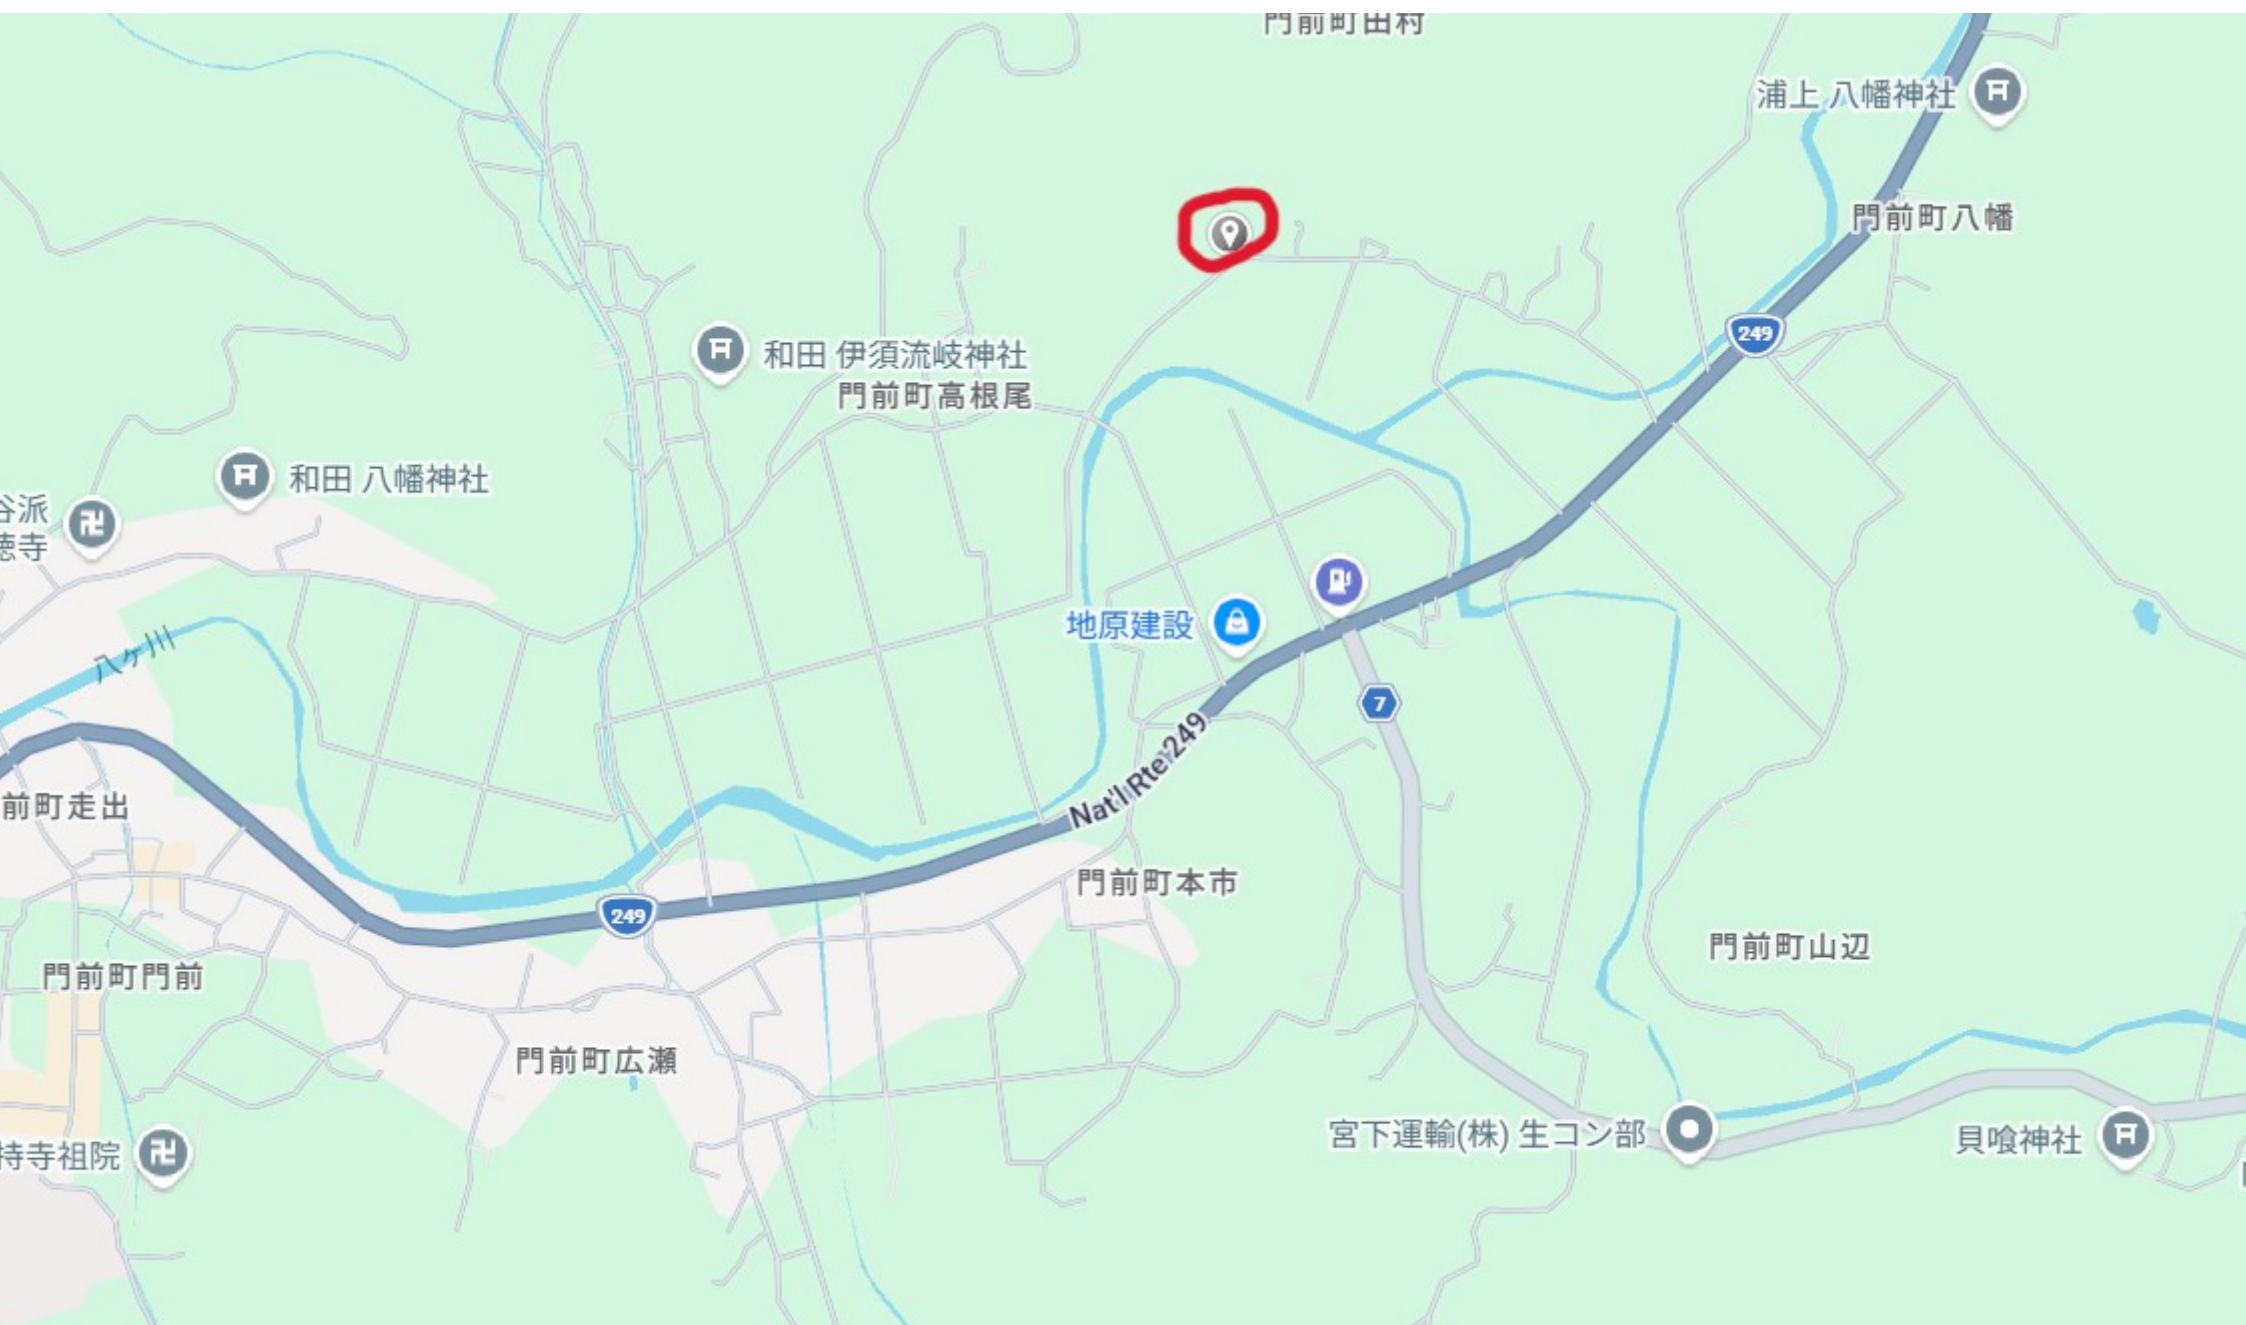 門前町由村
浦上 八幡神社
門前町八幡
249
和田 伊須流岐神社
門前町高根尾
和田 八幡神社
谷派
徳寺
地原建設
八ヶ川
7
Nat'l Rte 249
前町走出
門前町本市
249
門前町山辺
門前町門前
門前町広瀬
宮下運輸(株) 生コン部
貝喰神社
持寺祖院